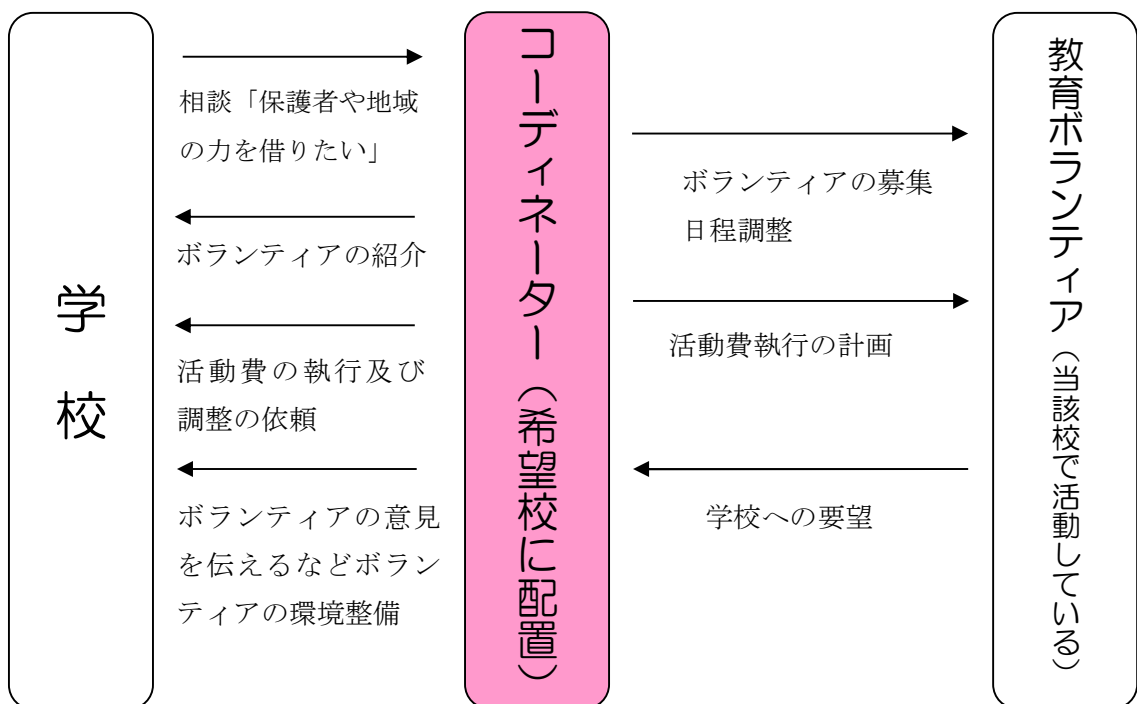 学校
相談「保護者や地域
の力を借りたい」
ボランティアの紹介
活動費の執行及び
調整の依頼
ボランティアの意見
を伝えるなどボラン
ティアの環境整備
コーディネーター（希望校に配置）
ボランティアの募集
日程調整
活動費執行の計画
学校への要望
教育ボランティア（当該校で活動している）